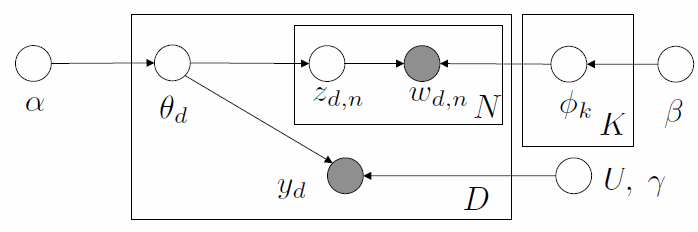 α
θ_d
z_{d,n}
w_{d,n}
N
ϕ_k
K
β
y_d
D
U, γ